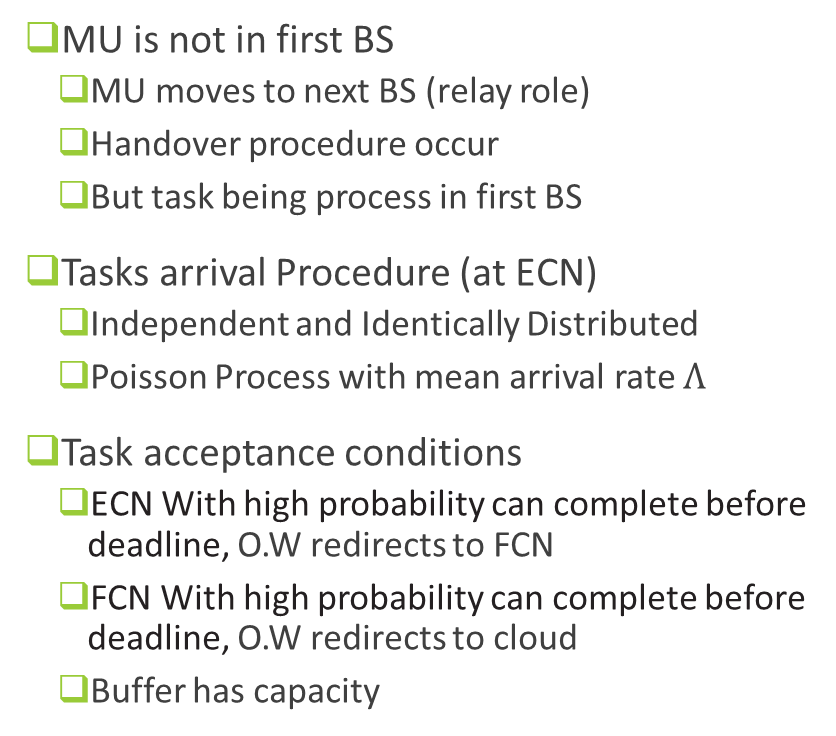 MU is not in first BS
MU moves to next BS (relay role)
Handover procedure occur
But task being process in first BS
Tasks arrival Procedure (at ECN)
Independent and Identically Distributed
Poisson Process with mean arrival rate Λ
Task acceptance conditions
ECN With high probability can complete before
deadline, O.W redirects to FCN
FCN With high probability can complete before
deadline, O.W redirects to cloud
Buffer has capacity